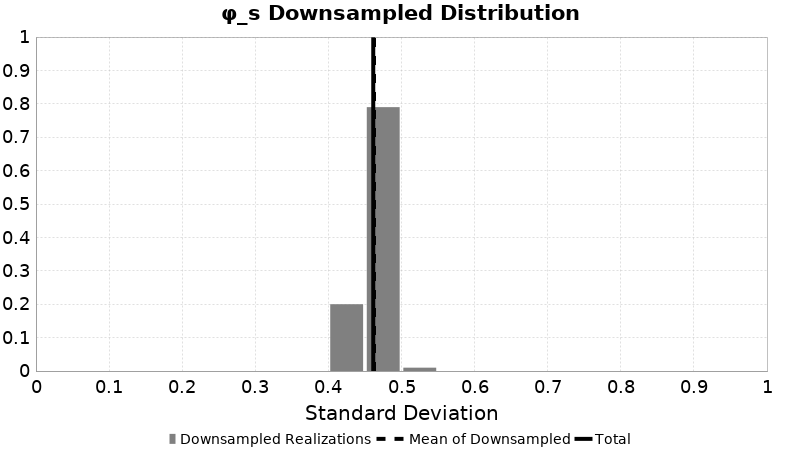 φ_s Downsampled Distribution
1
0.9
0.8
0.7
0.6
0.5
0.4
0.3
0.2
0.1
0
0 0.1 0.2 0.3 0.4 0.5 0.6 0.7 0.8 0.9 1
Standard Deviation
Downsampled Realizations Mean of Downsampled Total